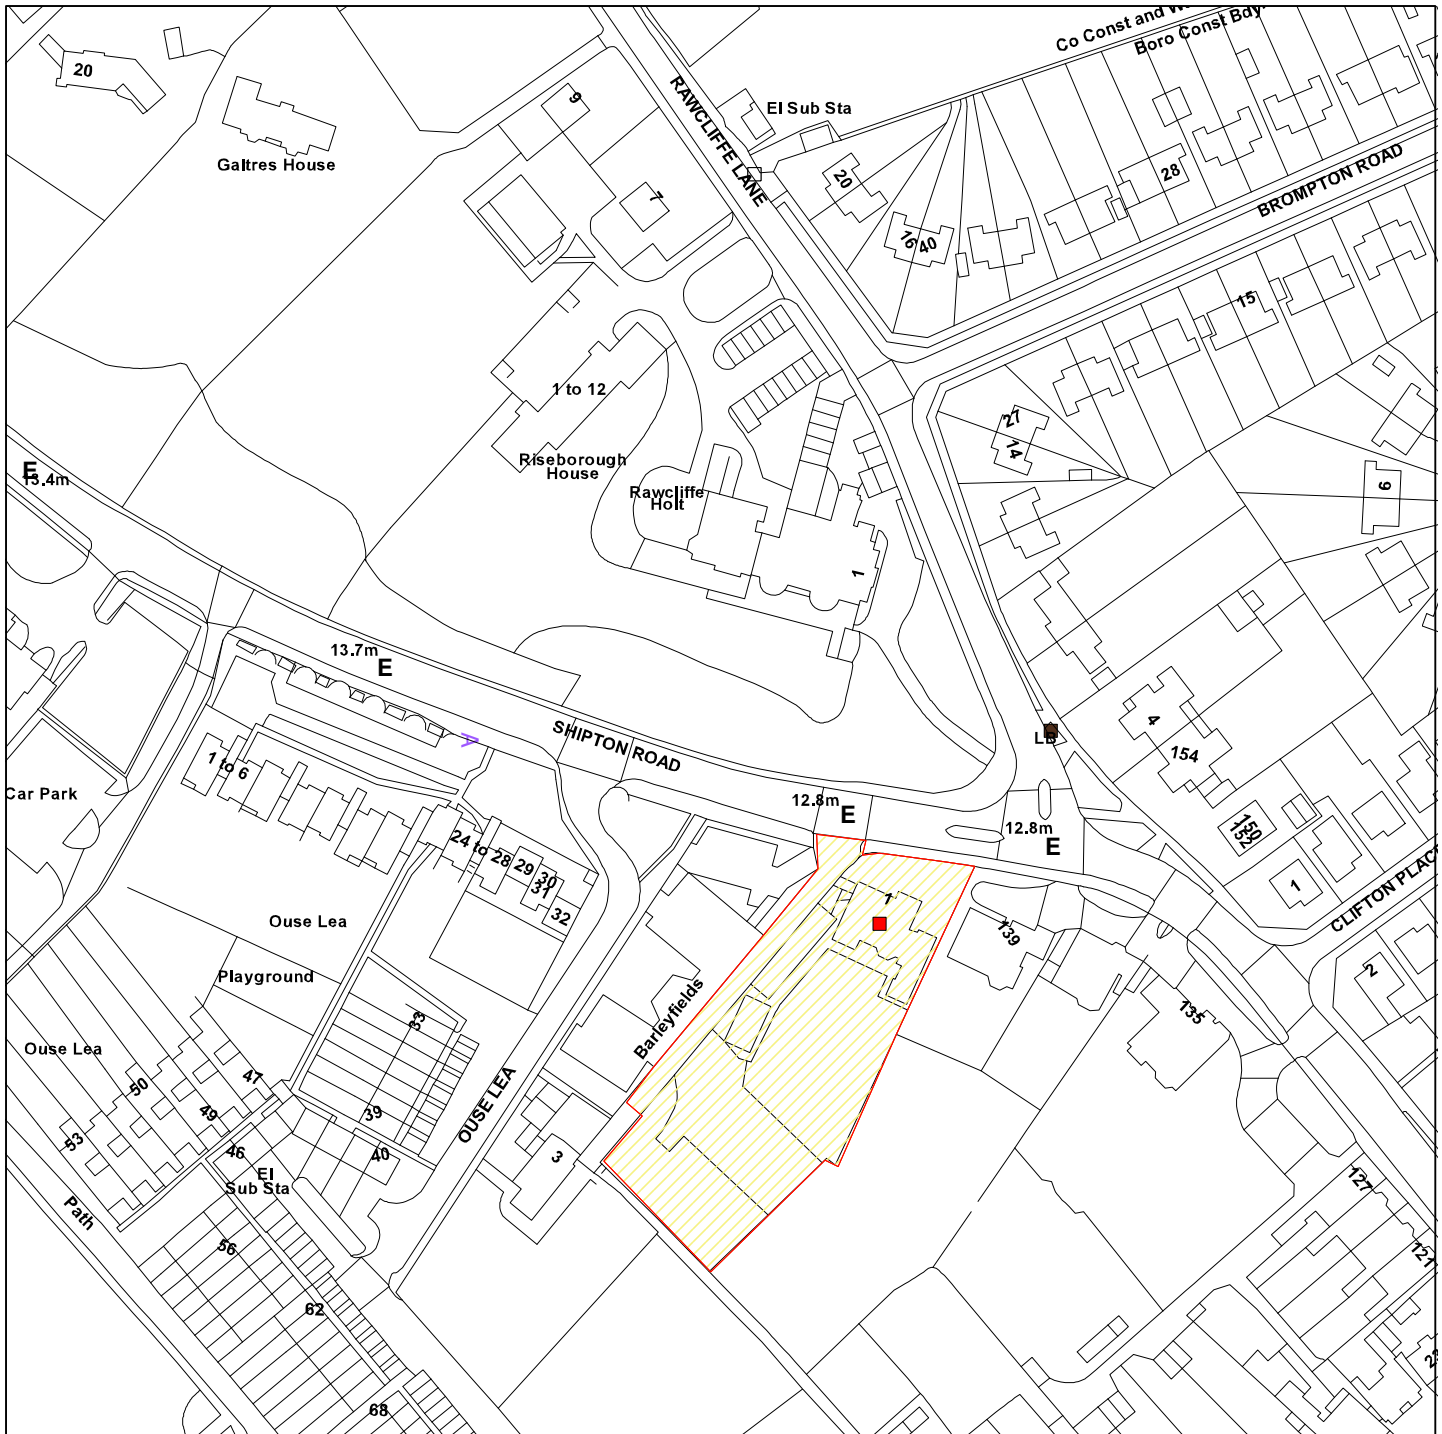 Co Const and W
Boro Const Bdy
20
Galtres House
9
7
RAWCLIFFE LANE
El Sub Sta
20
16
40
28
BROMPTON ROAD
15
1 to 12
Riseborough
House
Rawcliffe
Holt
27
14
6
E
13.4m
1
13.7m
E
SHIPTON ROAD
LB
4
154
1 to 6
Car Park
12.8m
E
12.8m
E
150
152
1
CLIFTON PLACE
24 to 28
29
30
31
32
Ouse Lea
Playground
1
139
2
135
Barleyfields
33
Ouse Lea
50
47
49
53
39
40
46
El
Sub Sta
OUSE LEA
3
Path
56
62
68
127
121